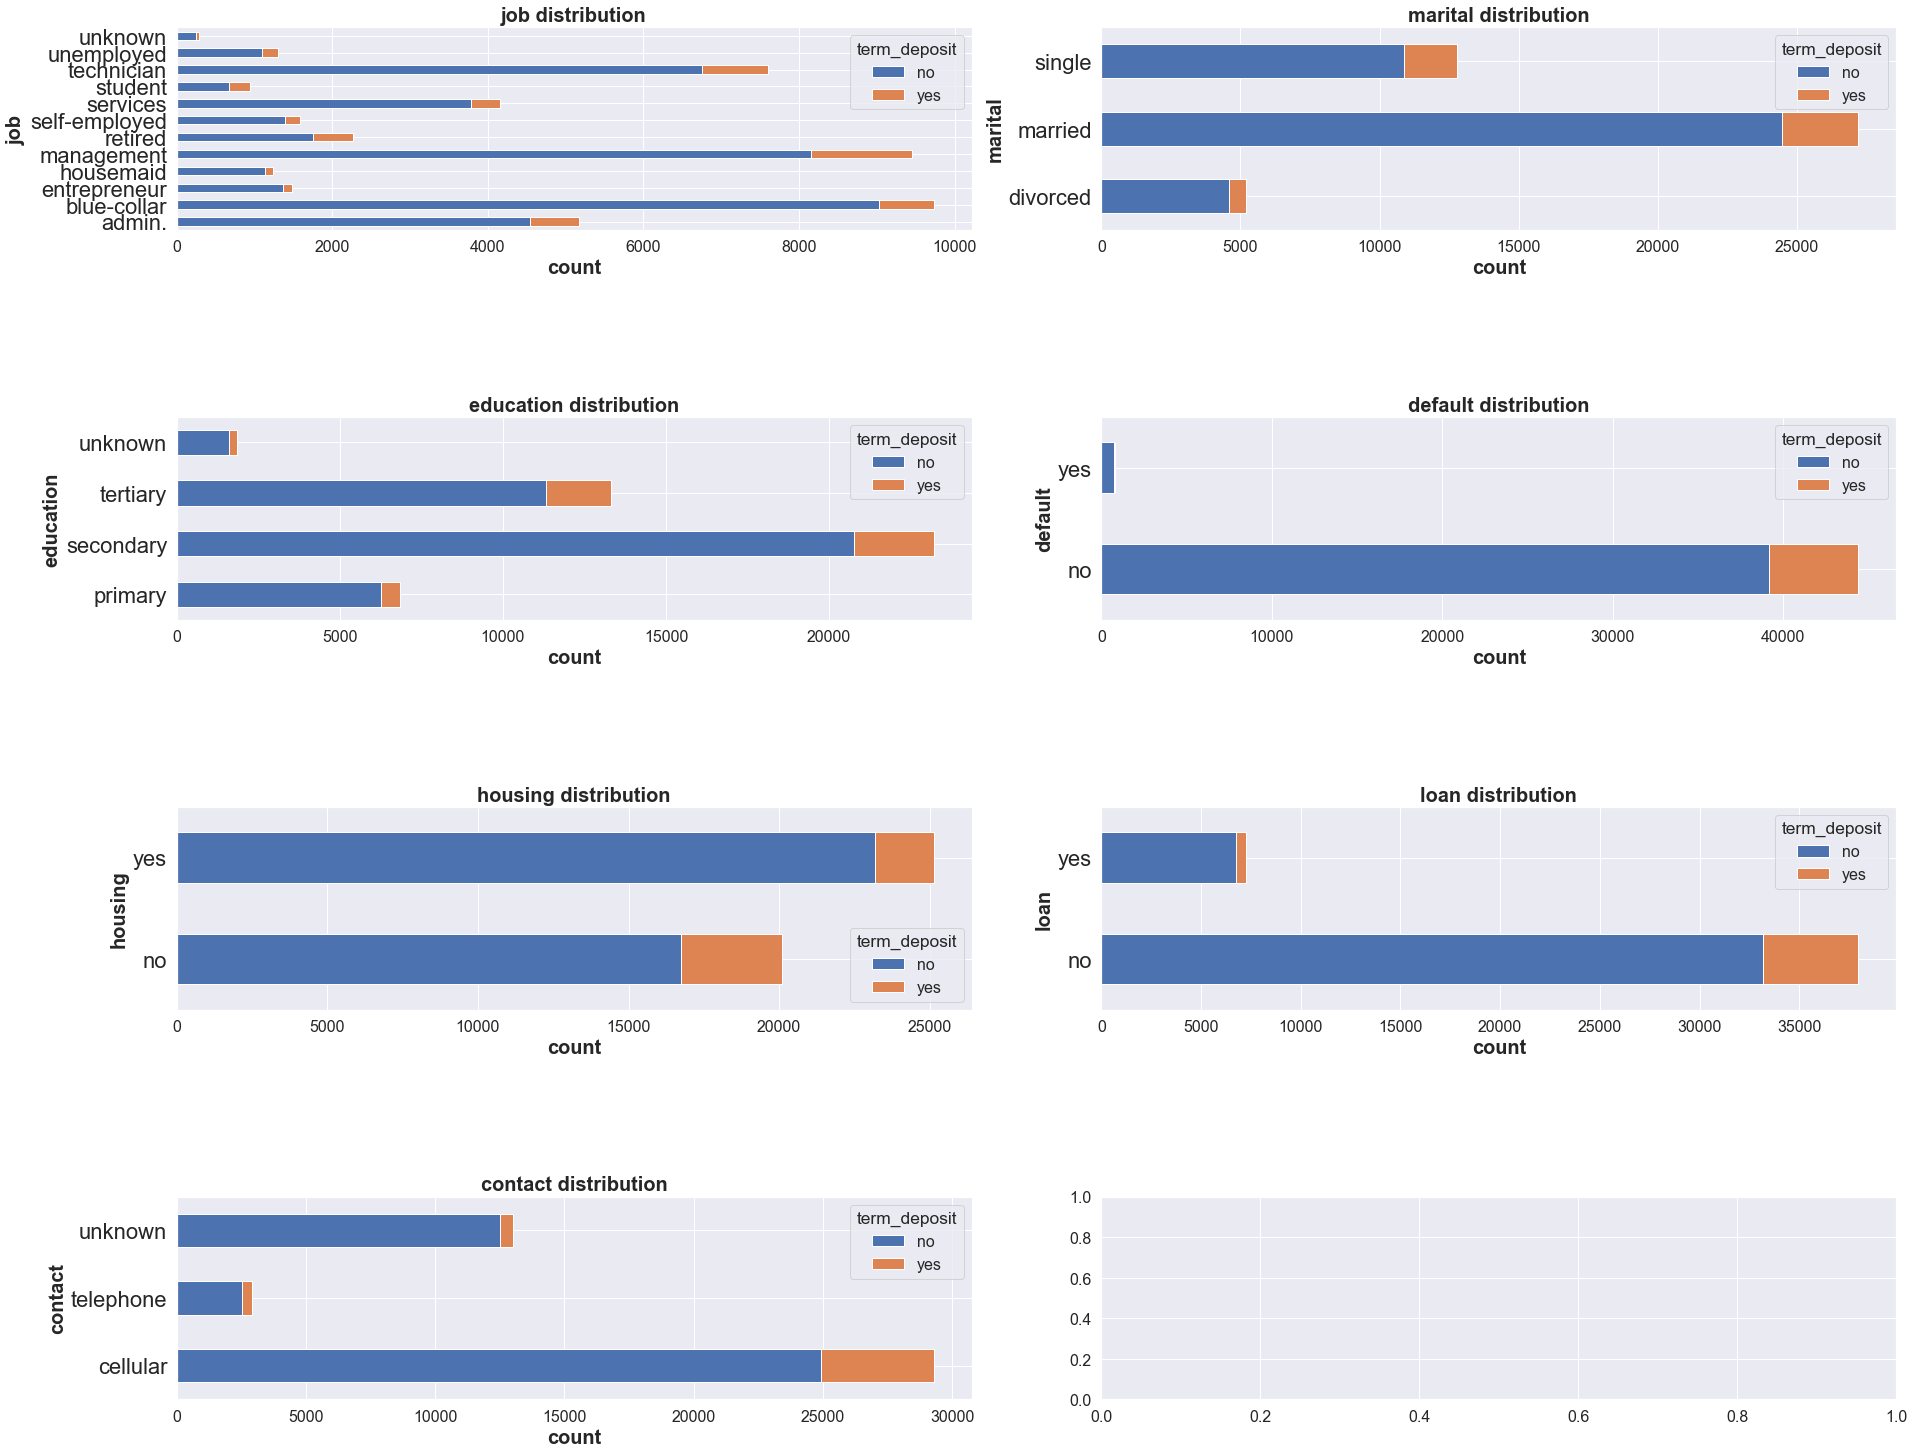 job distribution
job
unknown
unemployed
technician
student
services
self-employed
retired
management
housemaid
entrepreneur
blue-collar
admin.
0 2000 4000 6000 8000 10000
count
term_deposit
no
yes
marital distribution
marital
single
married
divorced
0 5000 10000 15000 20000 25000
count
term_deposit
no
yes
education distribution
education
unknown
tertiary
secondary
primary
0 5000 10000 15000 20000
count
term_deposit
no
yes
default distribution
default
yes
no
0 10000 20000 30000 40000
count
term_deposit
no
yes
housing distribution
housing
yes
no
0 5000 10000 15000 20000 25000
count
term_deposit
no
yes
loan distribution
loan
yes
no
0 5000 10000 15000 20000 25000 30000 35000
count
term_deposit
no
yes
contact distribution
contact
unknown
telephone
cellular
0 5000 10000 15000 20000 25000 30000
count
term_deposit
no
yes
1.0
0.8
0.6
0.4
0.2
0.0
0.0 0.2 0.4 0.6 0.8 1.0